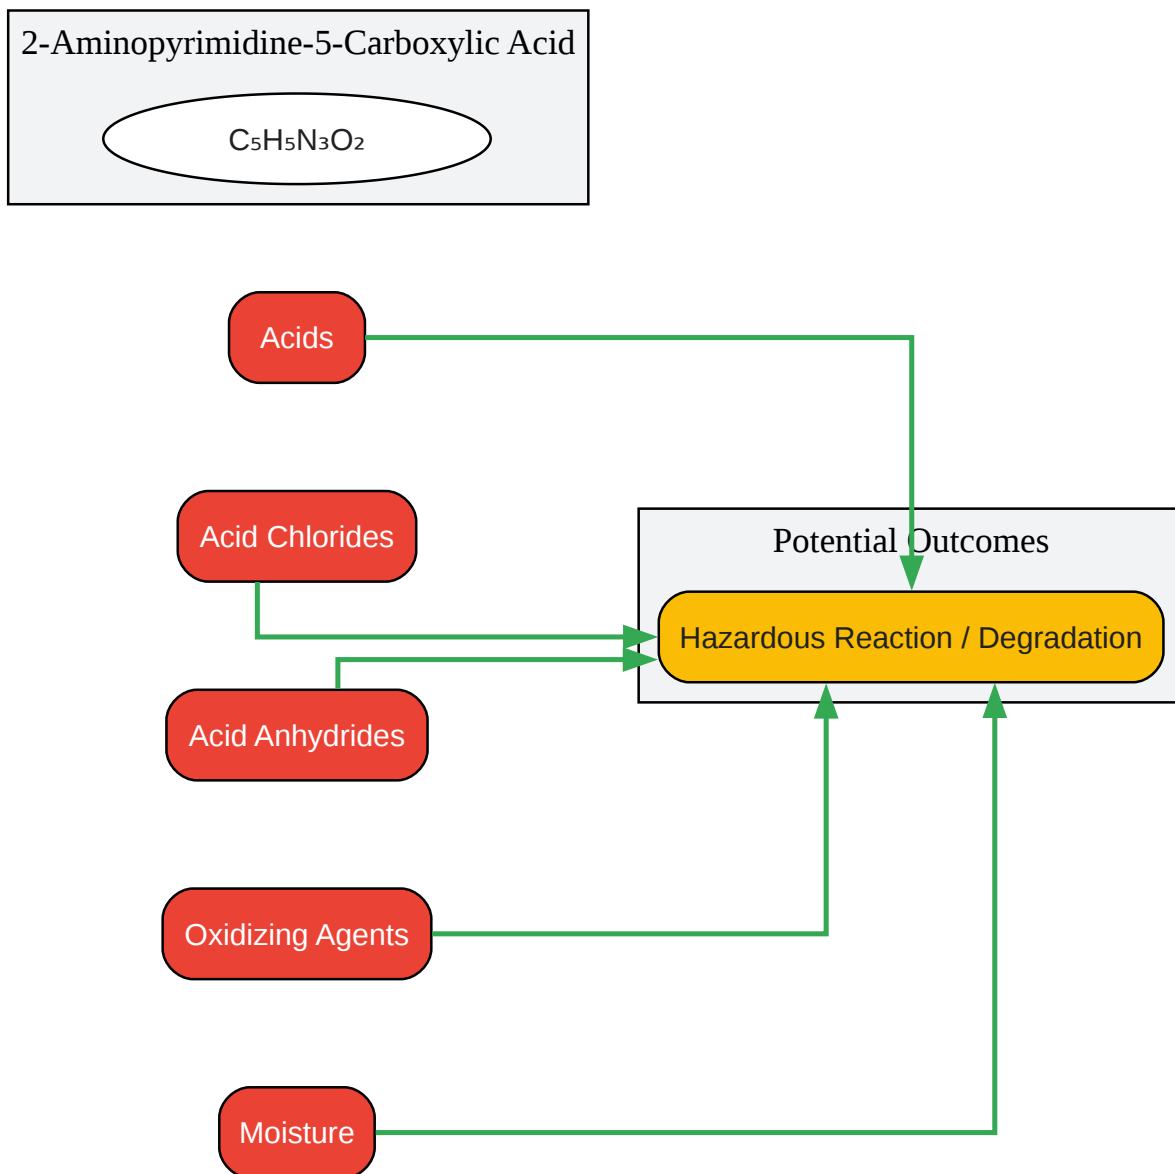 2-Aminopyrimidine-5-Carboxylic Acid
C₅H₅N₃O₂
Acids
Acid Chlorides
Potential Outcomes
Hazardous Reaction / Degradation
Acid Anhydrides
Oxidizing Agents
Moisture